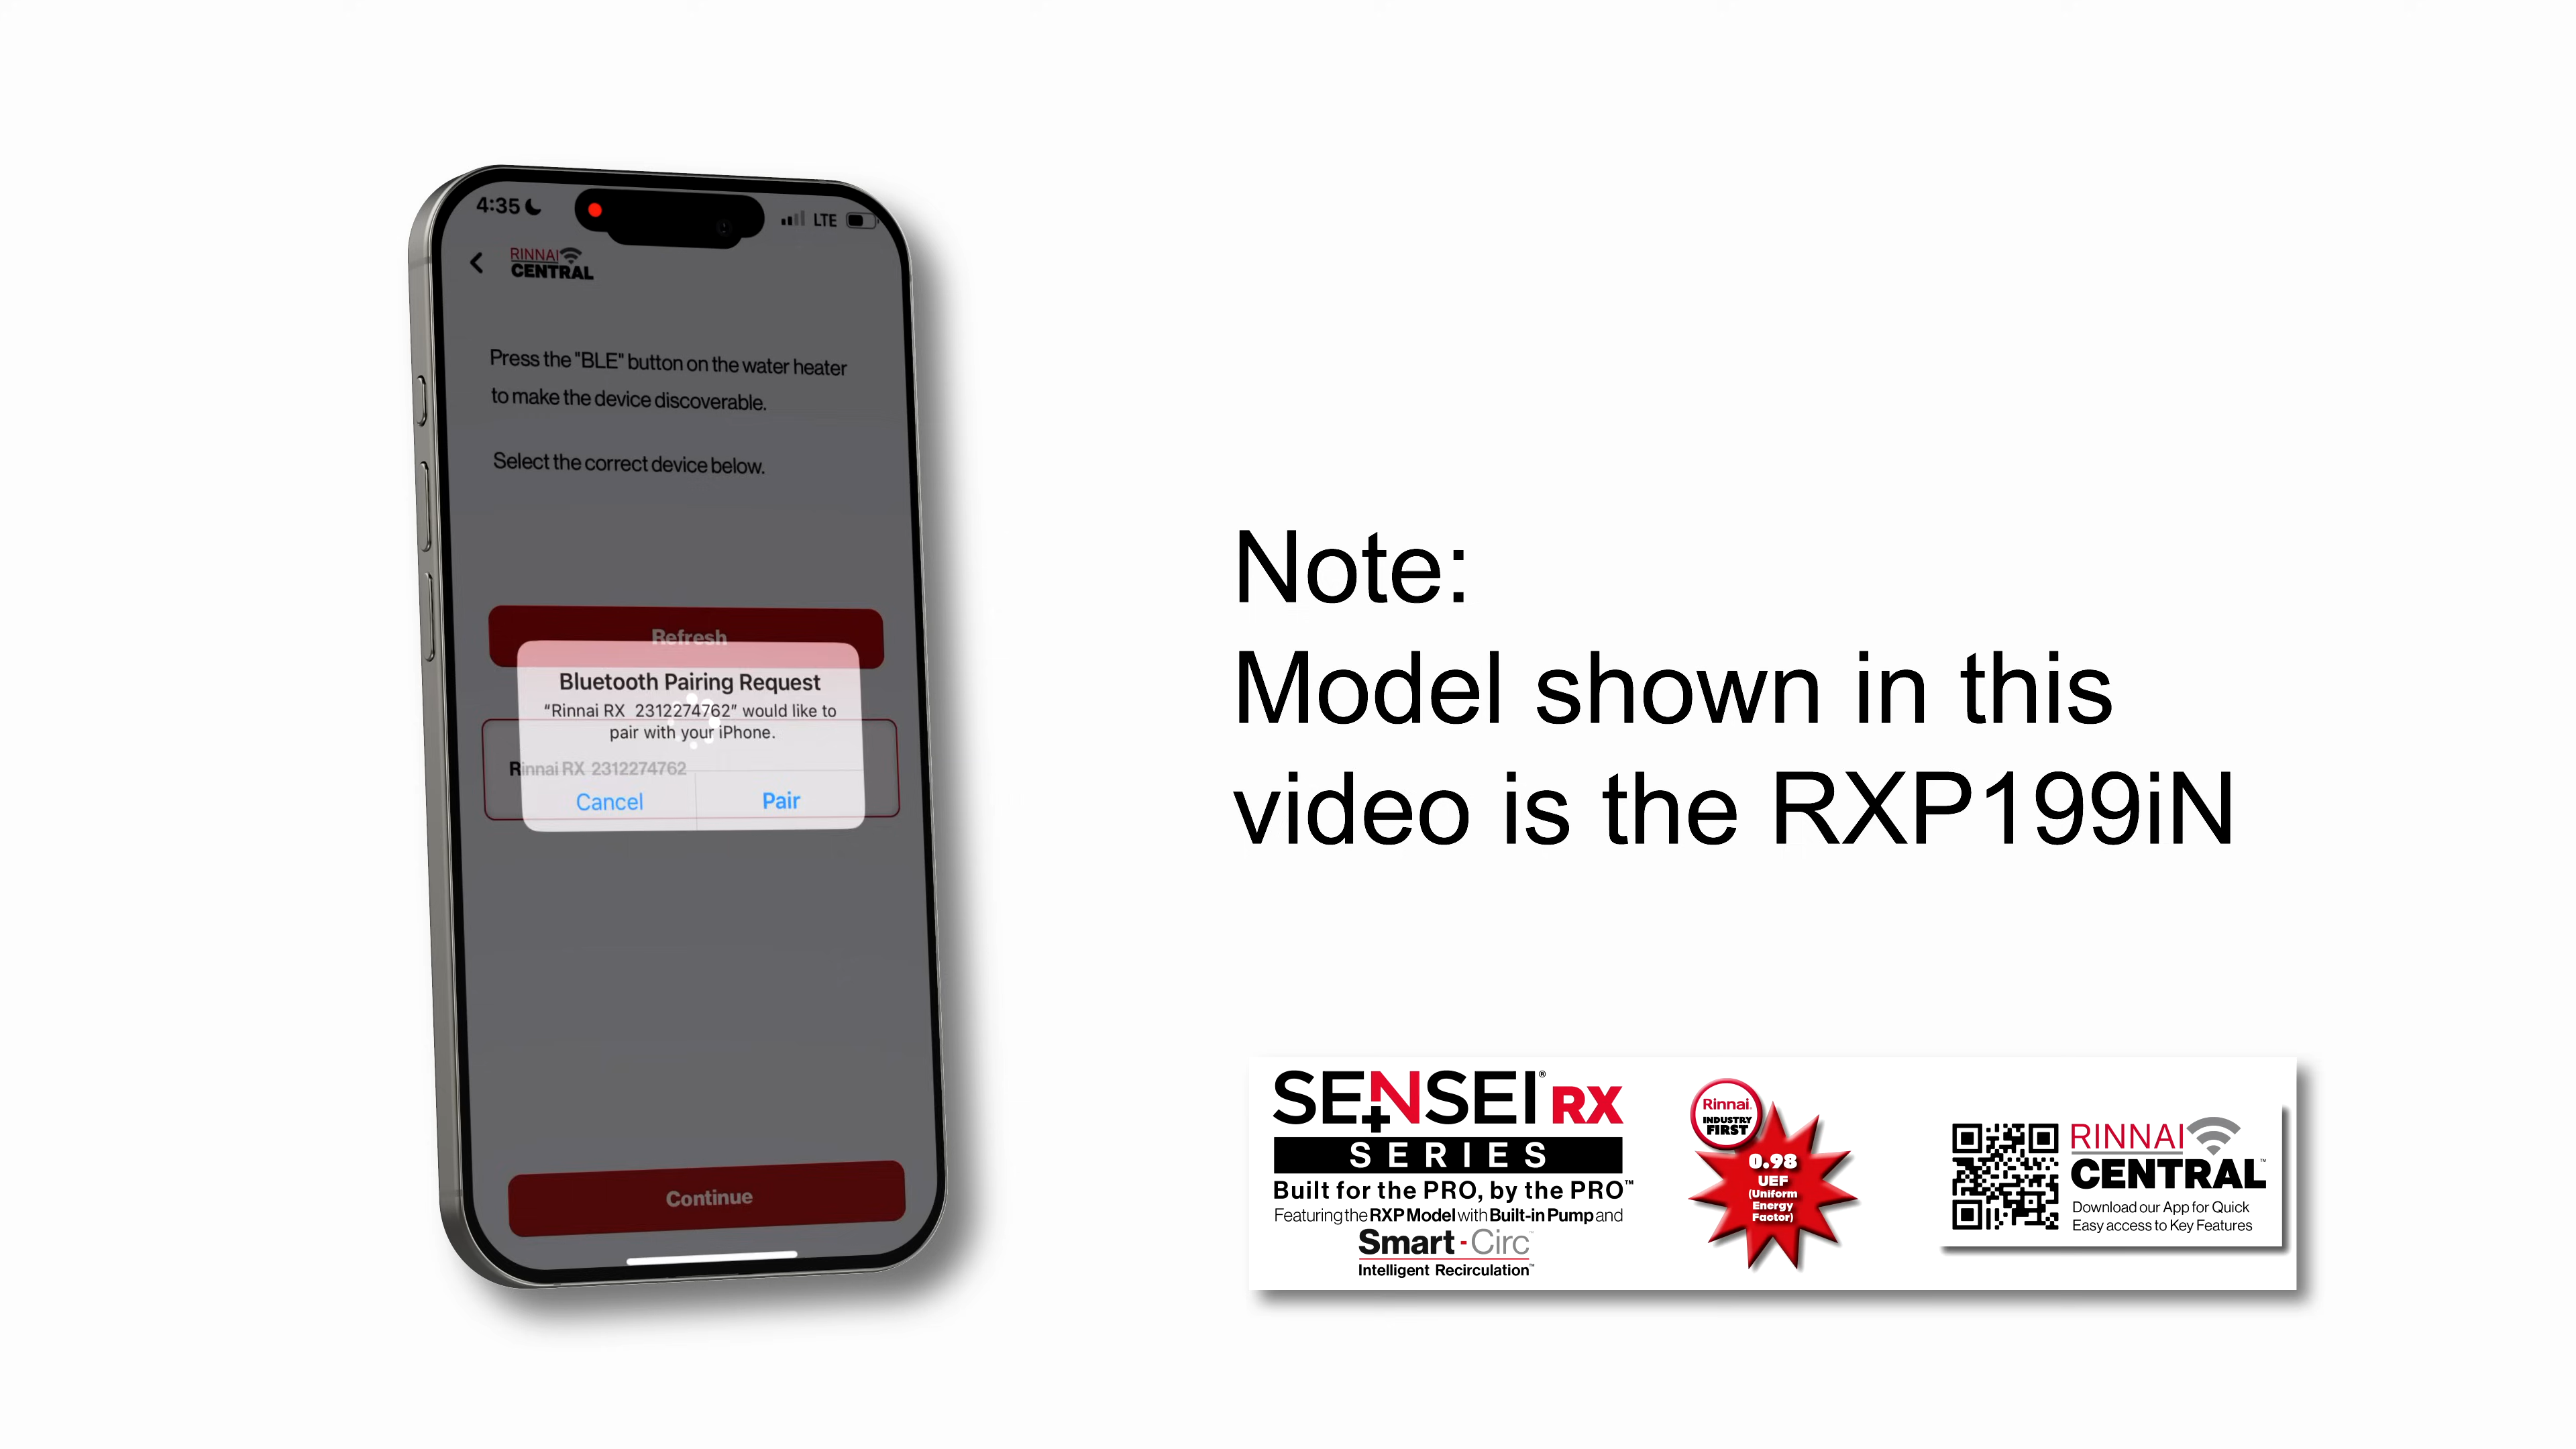 4:35
LTE
RINNAI
CENTRAL
Press the "BLE" button on the water heater
to make the device discoverable.
Select the correct device below.
Refresh
Bluetooth Pairing Request
“Rinnai RX 2312274762” would like to
pair with your iPhone.
Rinnai RX 2312274762
Cancel Pair
Continue
Note:
Model shown in this
video is the RXP199iN
SENSEI® RX
SERIES
Built for the PRO, by the PRO™
Featuring the RXP Model with Built-in Pump and
Smart-Circ™
Intelligent Recirculation™
Rinnai
INDUSTRY
FIRST
0.98
UEF
(Uniform
Energy
Factor)
RINNAI
CENTRAL™
Download our App for Quick
Easy access to Key Features